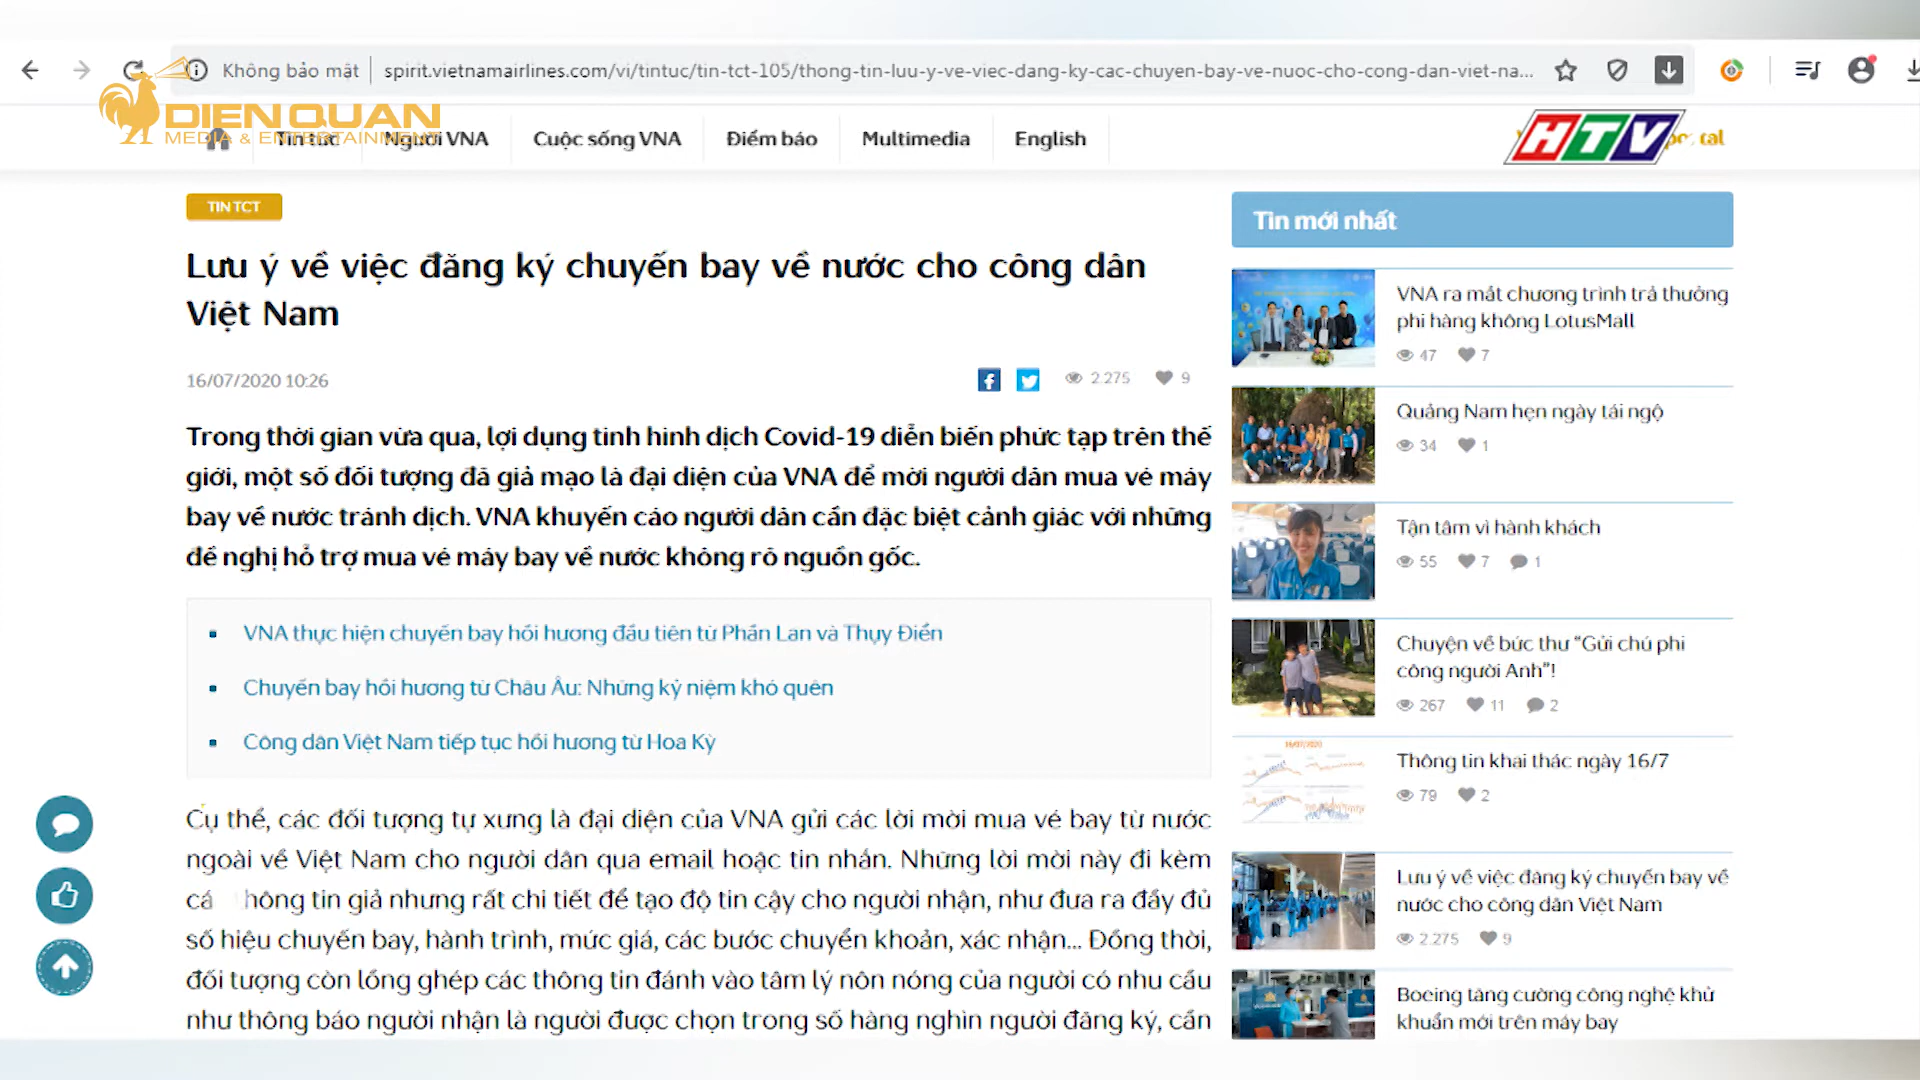 Không bảo mật
spirit.vietnamairlines.com/vi/tintuc/tin-tct-105/thong-tin-luu-y-ve-viec-dang-ky-cac-chuyen-bay-ve-nuoc-cho-cong-dan-viet-na...
DIEN QUAN
MEDIA & ENTERTAINMENT
Tin tức
Người VNA
Cuộc sống VNA
Điểm báo
Multimedia
English
HTV
TIN TCT
Lưu ý về việc đăng ký chuyến bay về nước cho công dân
Việt Nam
16/07/2020 10:26
2.275
9
Trong thời gian vừa qua, lợi dụng tình hình dịch Covid-19 diễn biến phức tạp trên thế
giới, một số đối tượng đã giả mạo là đại diện của VNA để mời người dân mua vé máy
bay về nước tránh dịch. VNA khuyến cáo người dân cần đặc biệt cảnh giác với những
đề nghị hỗ trợ mua vé máy bay về nước không rõ nguồn gốc.
VNA thực hiện chuyến bay hồi hương đầu tiên từ Phần Lan và Thụy Điển
Chuyến bay hồi hương từ Châu Âu: Những kỷ niệm khó quên
Công dân Việt Nam tiếp tục hồi hương từ Hoa Kỳ
Cụ thể, các đối tượng tự xưng là đại diện của VNA gửi các lời mời mua vé bay từ nước
ngoài về Việt Nam cho người dân qua email hoặc tin nhắn. Những lời mời này đi kèm
cá hông tin giả nhưng rất chi tiết để tạo độ tin cậy cho người nhận, như đưa ra đầy đủ
số hiệu chuyến bay, hành trình, mức giá, các bước chuyển khoản, xác nhận... Đồng thời,
đối tượng còn lồng ghép các thông tin đánh vào tâm lý nôn nóng của người có nhu cầu
như thông báo người nhận là người được chọn trong số hàng nghìn người đăng ký, cần
Tin mới nhất
VNA ra mắt chương trình trả thưởng
phi hàng không LotusMall
47 7
Quảng Nam hẹn ngày tái ngộ
34 1
Tận tâm vì hành khách
55 7 1
Chuyện về bức thư “Gửi chú phi
công người Anh”!
267 11 2
Thông tin khai thác ngày 16/7
79 2
Lưu ý về việc đăng ký chuyến bay về
nước cho công dân Việt Nam
2.275 9
Boeing tăng cường công nghệ khử
khuẩn mới trên máy bay